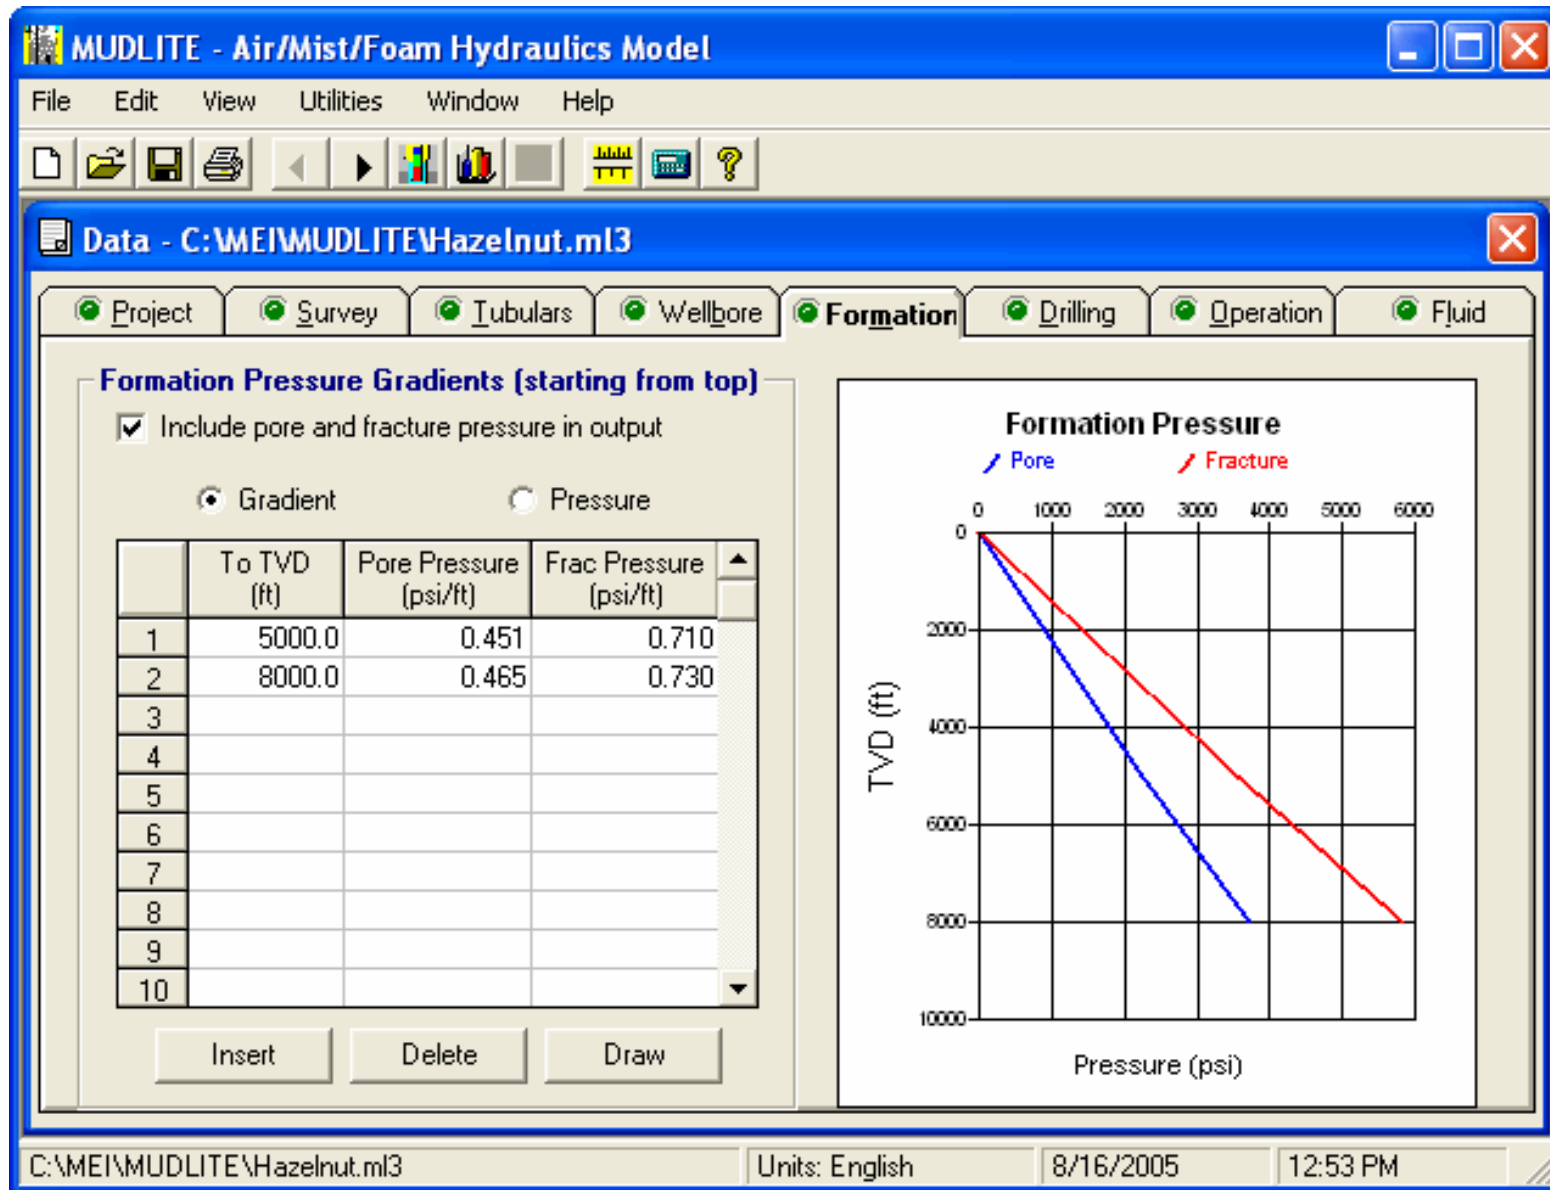 MUDLITE - Air/Mist/Foam Hydraulics Model
File Edit View Utilities Window Help
Data - C:\MEI\MUDLITE\Hazelnut.ml3
Project Survey Tubulars Wellbore Formation Drilling Operation Fluid
Formation Pressure Gradients (starting from top)
Include pore and fracture pressure in output
Gradient Pressure
To TVD (ft) Pore Pressure (psi/ft) Frac Pressure (psi/ft)
1 5000.0 0.451 0.710
2 8000.0 0.465 0.730
3
4
5
6
7
8
9
10
Insert Delete Draw
Formation Pressure
Pore Fracture
0 1000 2000 3000 4000 5000 6000
0
2000
4000
6000
8000
10000
TVD (ft)
Pressure (psi)
C:\MEI\MUDLITE\Hazelnut.ml3 Units: English 8/16/2005 12:53 PM